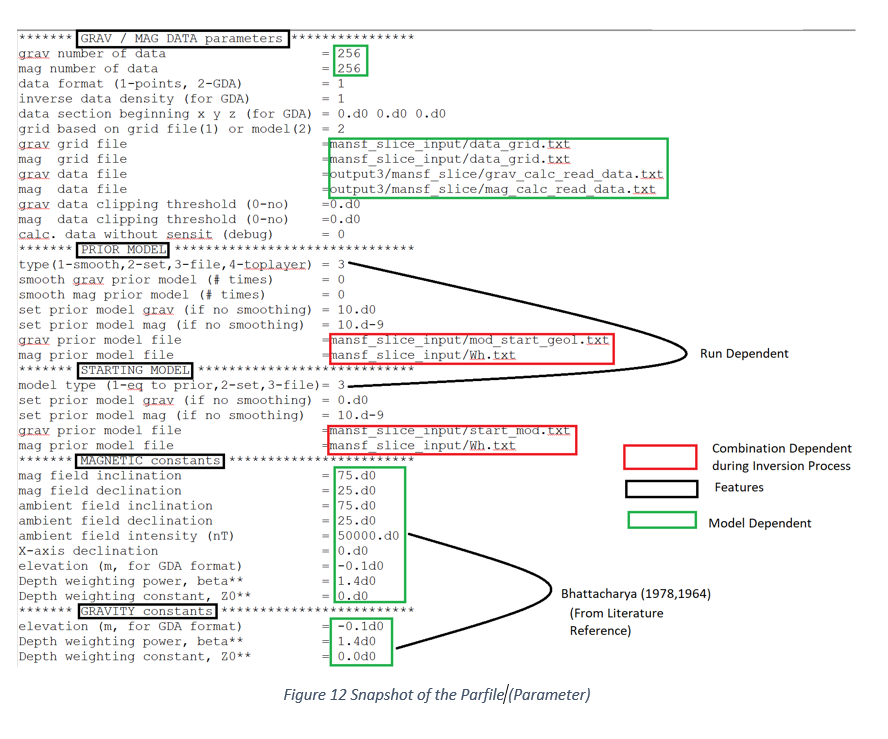 ******* GRAV / MAG DATA parameters ****************
grav number of data = 256
mag number of data = 256
data format (1-points, 2-GDA) = 1
inverse data density (for GDA) = 1
data section beginning x y z (for GDA) = 0.d0 0.d0 0.d0
grid based on grid file(1) or model(2) = 2
grav grid file =mansf_slice_input/data_grid.txt
mag  grid file =mansf_slice_input/data_grid.txt
grav data file =output3/mansf_slice/grav_calc_read_data.txt
mag  data file =output3/mansf_slice/mag_calc_read_data.txt
grav data clipping threshold (0-no) =0.d0
mag  data clipping threshold (0-no) =0.d0
calc. data without sensit (debug) = 0
******* PRIOR MODEL *******************************
type(1-smooth,2-set,3-file,4-toplayer) = 3
smooth grav prior model (# times) = 0
smooth mag prior model (# times) = 0
set prior model grav (if no smoothing) = 10.d0
set prior model mag (if no smoothing) = 10.d-9
grav prior model file =mansf_slice_input/mod_start_geol.txt
mag prior model file =mansf_slice_input/Wh.txt
Run Dependent
******* STARTING MODEL ****************************
model type (1-eq to prior,2-set,3-file)= 3
set prior model grav (if no smoothing) = 0.d0
set prior model mag (if no smoothing) = 10.d-9
grav prior model file =mansf_slice_input/start_mod.txt
mag prior model file =mansf_slice_input/Wh.txt
Combination Dependent
during Inversion Process
Features
Model Dependent
******* MAGNETIC constants ************************
mag field inclination = 75.d0
mag field declination = 25.d0
ambient field inclination = 75.d0
ambient field declination = 25.d0
ambient field intensity (nT) = 50000.d0
X-axis declination = 0.d0
elevation (m, for GDA format) = -0.1d0
Depth weighting power, beta** = 1.4d0
Depth weighting constant, Z0** = 0.d0
Bhattacharya (1978,1964)
(From Literature
Reference)
******* GRAVITY constants *************************
elevation (m, for GDA format) = -0.1d0
Depth weighting power, beta** = 1.4d0
Depth weighting constant, Z0** = 0.0d0
Figure 12 Snapshot of the Parfile(Parameter)